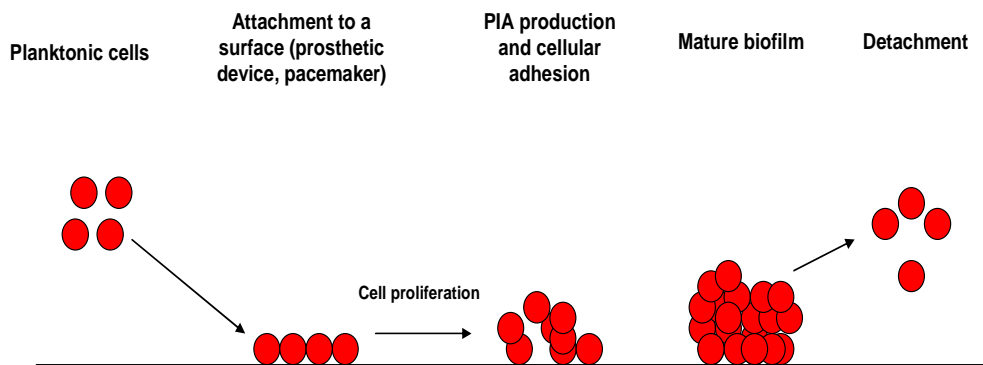 Planktonic cells
Attachment to a
surface (prosthetic
device, pacemaker)
PIA production
and cellular
adhesion
Mature biofilm
Detachment
Cell proliferation